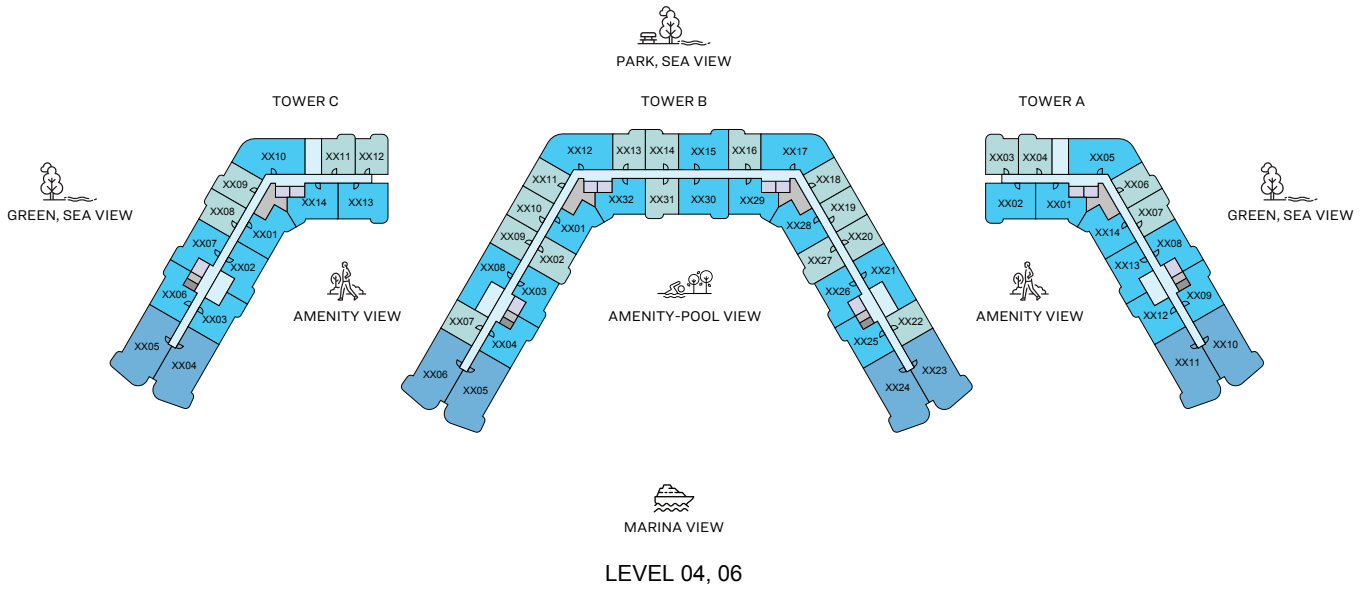 PARK, SEA VIEW
TOWER C
TOWER B
TOWER A
GREEN, SEA VIEW
XX10
XX11
XX12
XX09
XX08
XX14
XX13
XX07
XX01
XX02
XX06
XX03
XX05
XX04
AMENITY VIEW
XX12
XX13
XX14
XX15
XX16
XX17
XX11
XX18
XX10
XX32
XX31
XX30
XX29
XX19
XX09
XX01
XX28
XX20
XX08
XX02
XX27
XX21
XX03
XX26
XX07
XX04
XX25
XX22
XX06
XX05
XX24
XX23
AMENITY-POOL VIEW
XX03
XX04
XX05
XX06
XX02
XX01
XX07
XX14
XX08
XX13
XX09
XX12
XX10
XX11
AMENITY VIEW
GREEN, SEA VIEW
MARINA VIEW
LEVEL 04, 06